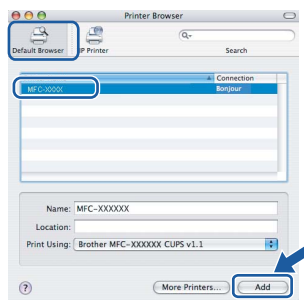 Printer Browser
Default Browser
IP Printer
Search
Connection
MFC-XXXX
Bonjour
Name: MFC-XXXXXX
Location:
Print Using: Brother MFC-XXXXXX CUPS v1.1
? More Printers... Add